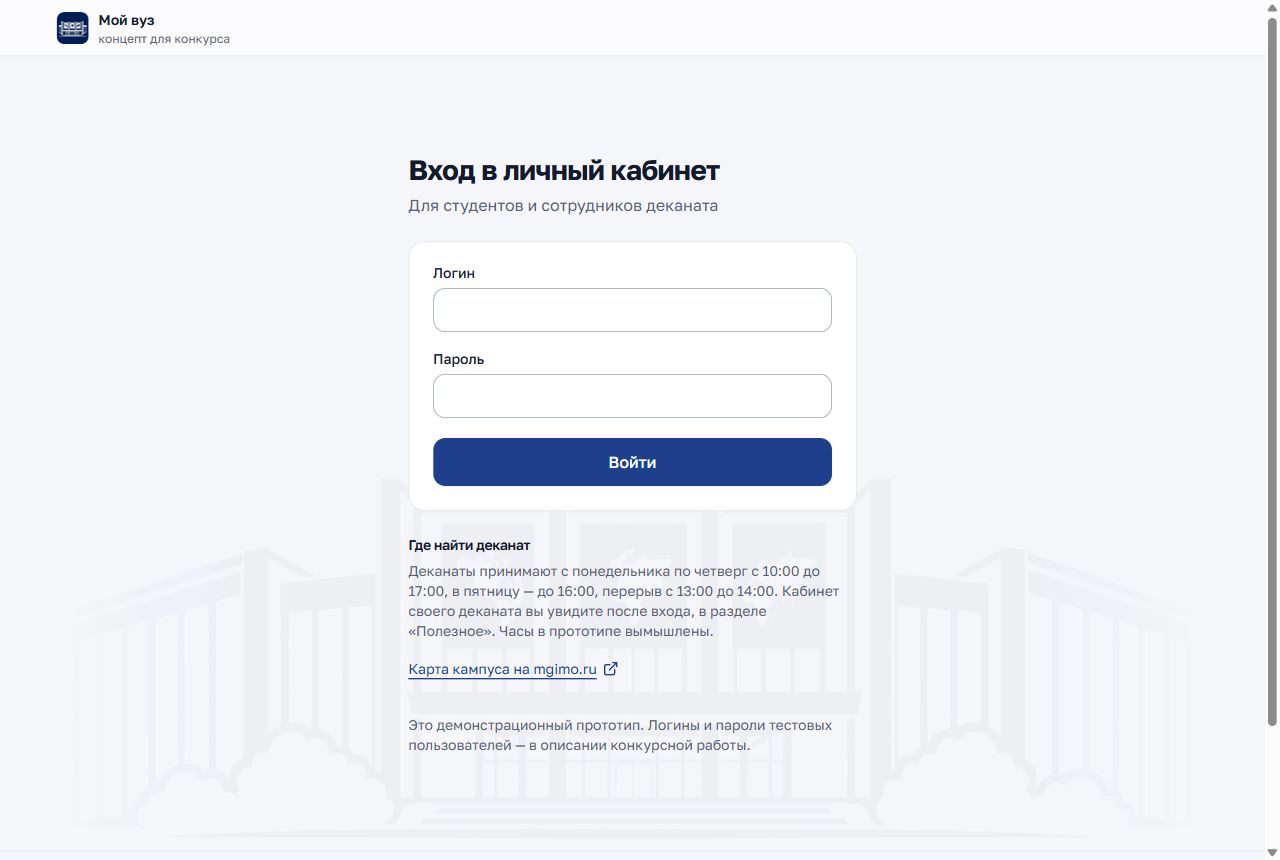 Мой вуз
концепт для конкурса
Вход в личный кабинет
Для студентов и сотрудников деканата
Логин
Пароль
Войти
Где найти деканат
Деканаты принимают с понедельника по четверг с 10:00 до
17:00, в пятницу — до 16:00, перерыв с 13:00 до 14:00. Кабинет
своего деканата вы увидите после входа, в разделе
«Полезное». Часы в прототипе вымышлены.
Карта кампуса на mgimo.ru
Это демонстрационный прототип. Логины и пароли тестовых
пользователей — в описании конкурсной работы.